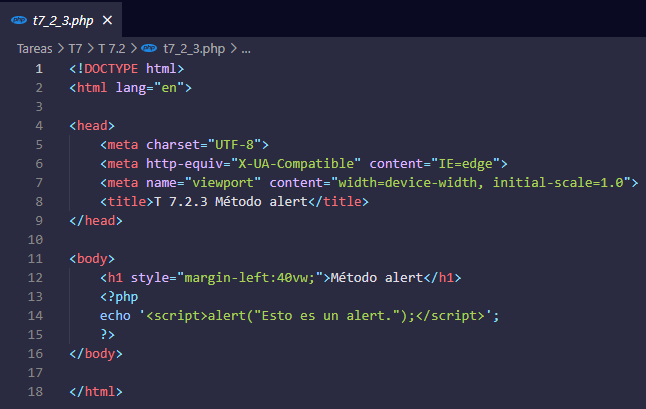 php t7_2_3.php ×
Tareas > T7 > T 7.2 > php t7_2_3.php > ...
1 <!DOCTYPE html>
2 <html lang="en">
3
4 <head>
5     <meta charset="UTF-8">
6     <meta http-equiv="X-UA-Compatible" content="IE=edge">
7     <meta name="viewport" content="width=device-width, initial-scale=1.0">
8     <title>T 7.2.3 Método alert</title>
9 </head>
10
11 <body>
12     <h1 style="margin-left:40vw;">Método alert</h1>
13     <?php
14     echo '<script>alert("Esto es un alert.");</script>';
15     ?>
16 </body>
17
18 </html>